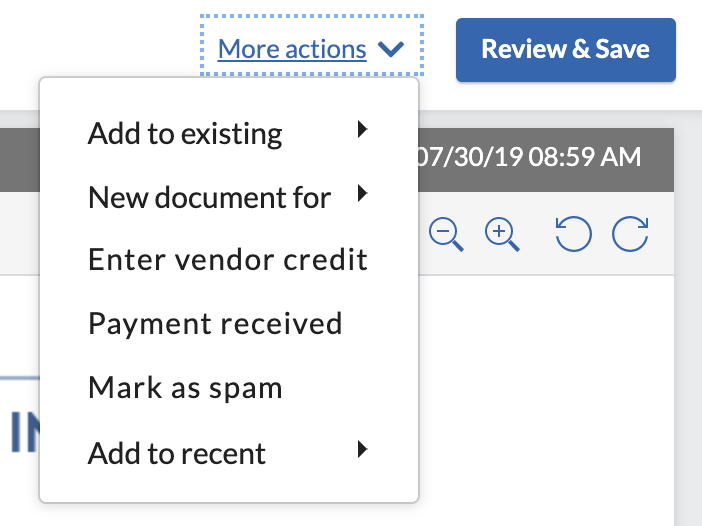 More actions
Review & Save
07/30/19 08:59 AM
Add to existing
New document for
Enter vendor credit
Payment received
Mark as spam
Add to recent